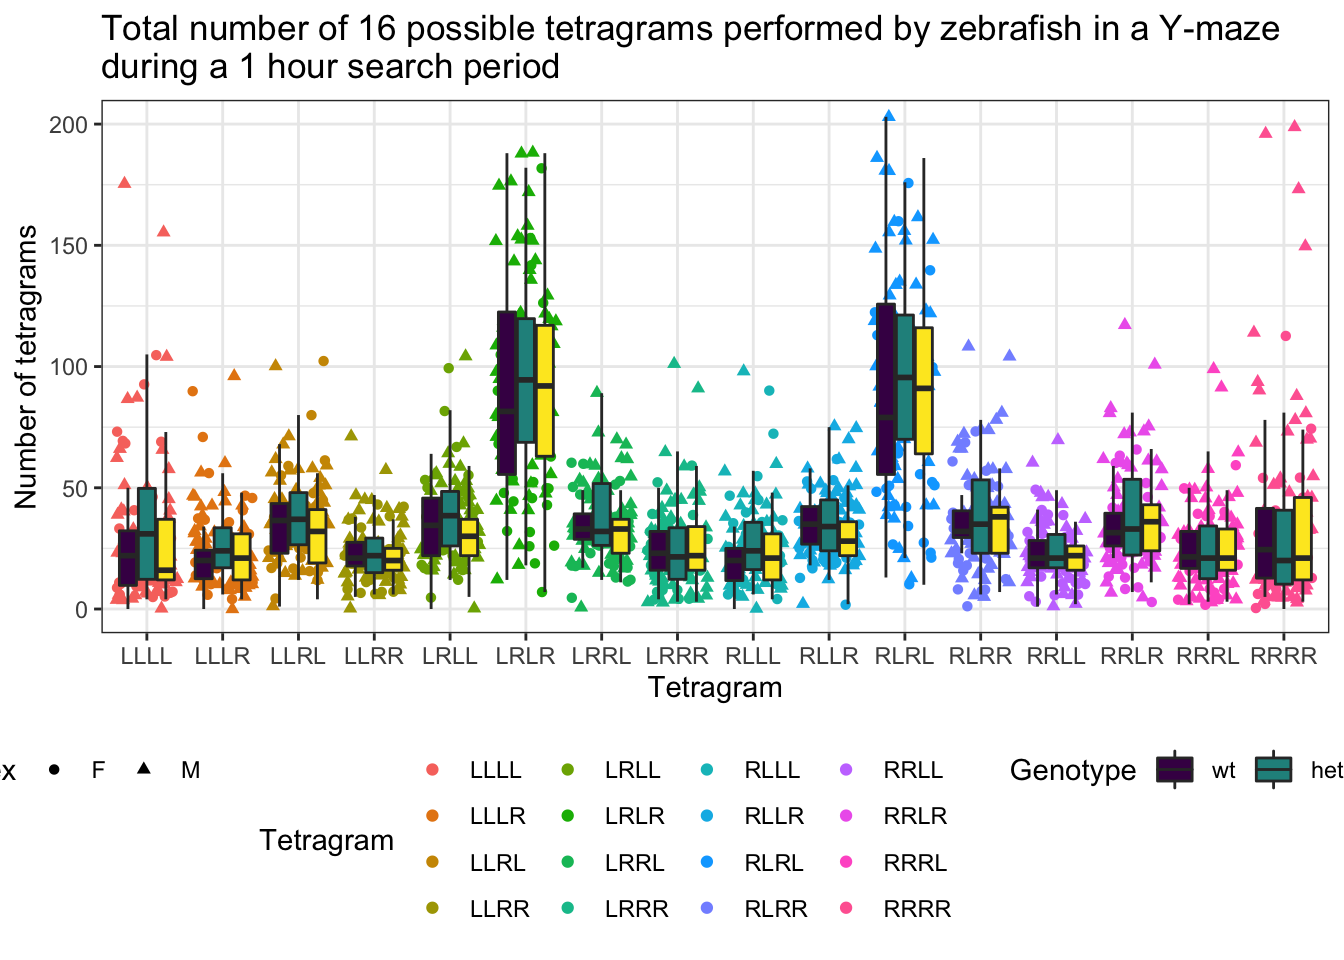 Total number of 16 possible tetragrams performed by zebrafish in a Y-maze
during a 1 hour search period
Number of tetragrams
200
150
100
50
0
LLLL LLLR LLRL LLRR LRLL LRLR LRRL LRRR RLLL RLLR RLRL RLRR RRLL RRLR RRRL RRRR
Tetragram
ex F M
Tetragram
LLLL LRLL RLLL RRLL
LLLR LRLR RLLR RRLR
LLRL LRRL RLRL RRRL
LLRR LRRR RLRR RRRR
Genotype wt het